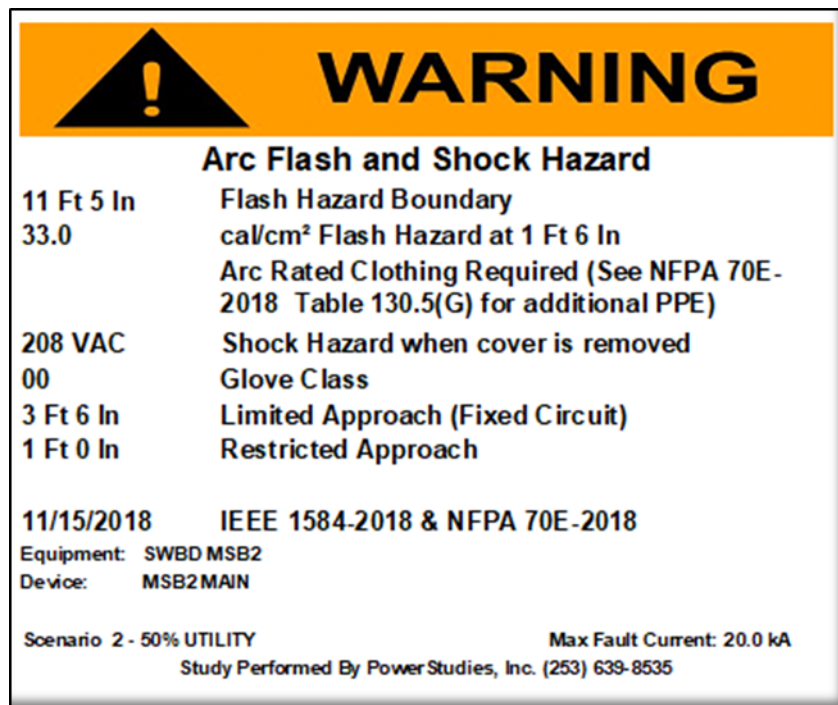 WARNING
Arc Flash and Shock Hazard
11 Ft 5 In Flash Hazard Boundary
33.0 cal/cm² Flash Hazard at 1 Ft 6 In
Arc Rated Clothing Required (See NFPA 70E-
2018 Table 130.5(G) for additional PPE)
208 VAC Shock Hazard when cover is removed
00 Glove Class
3 Ft 6 In Limited Approach (Fixed Circuit)
1 Ft 0 In Restricted Approach
11/15/2018 IEEE 1584-2018 & NFPA 70E-2018
Equipment: SWBD MSB2
Device: MSB2 MAIN
Scenario 2 - 50% UTILITY Max Fault Current: 20.0 kA
Study Performed By PowerStudies, Inc. (253) 639-8535